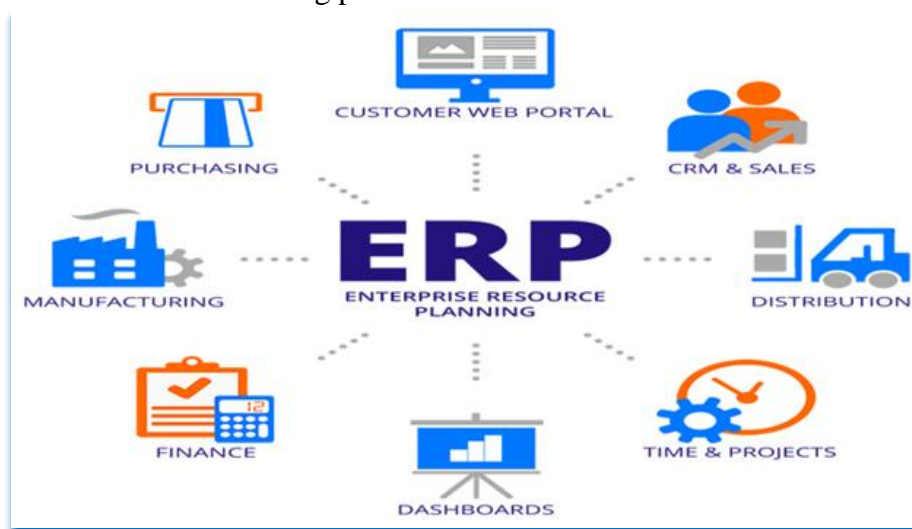 CUSTOMER WEB PORTAL
PURCHASING
CRM & SALES
MANUFACTURING
ERP
ENTERPRISE RESOURCE
PLANNING
DISTRIBUTION
12
FINANCE
TIME & PROJECTS
DASHBOARDS